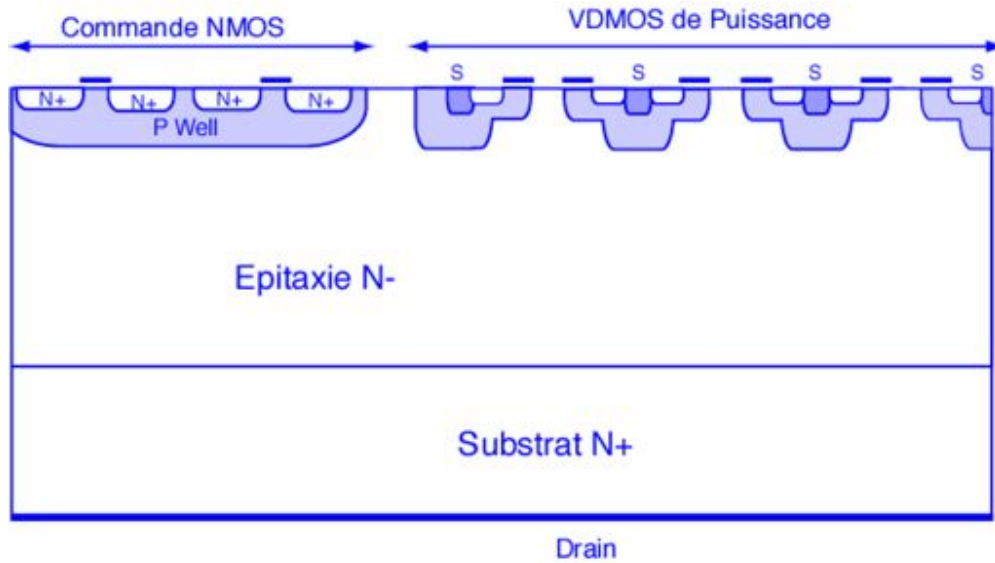 Commande NMOS
VDMOS de Puissance
S
S
S
S
N+
N+
N+
N+
P Well
Epitaxie N-
Substrat N+
Drain